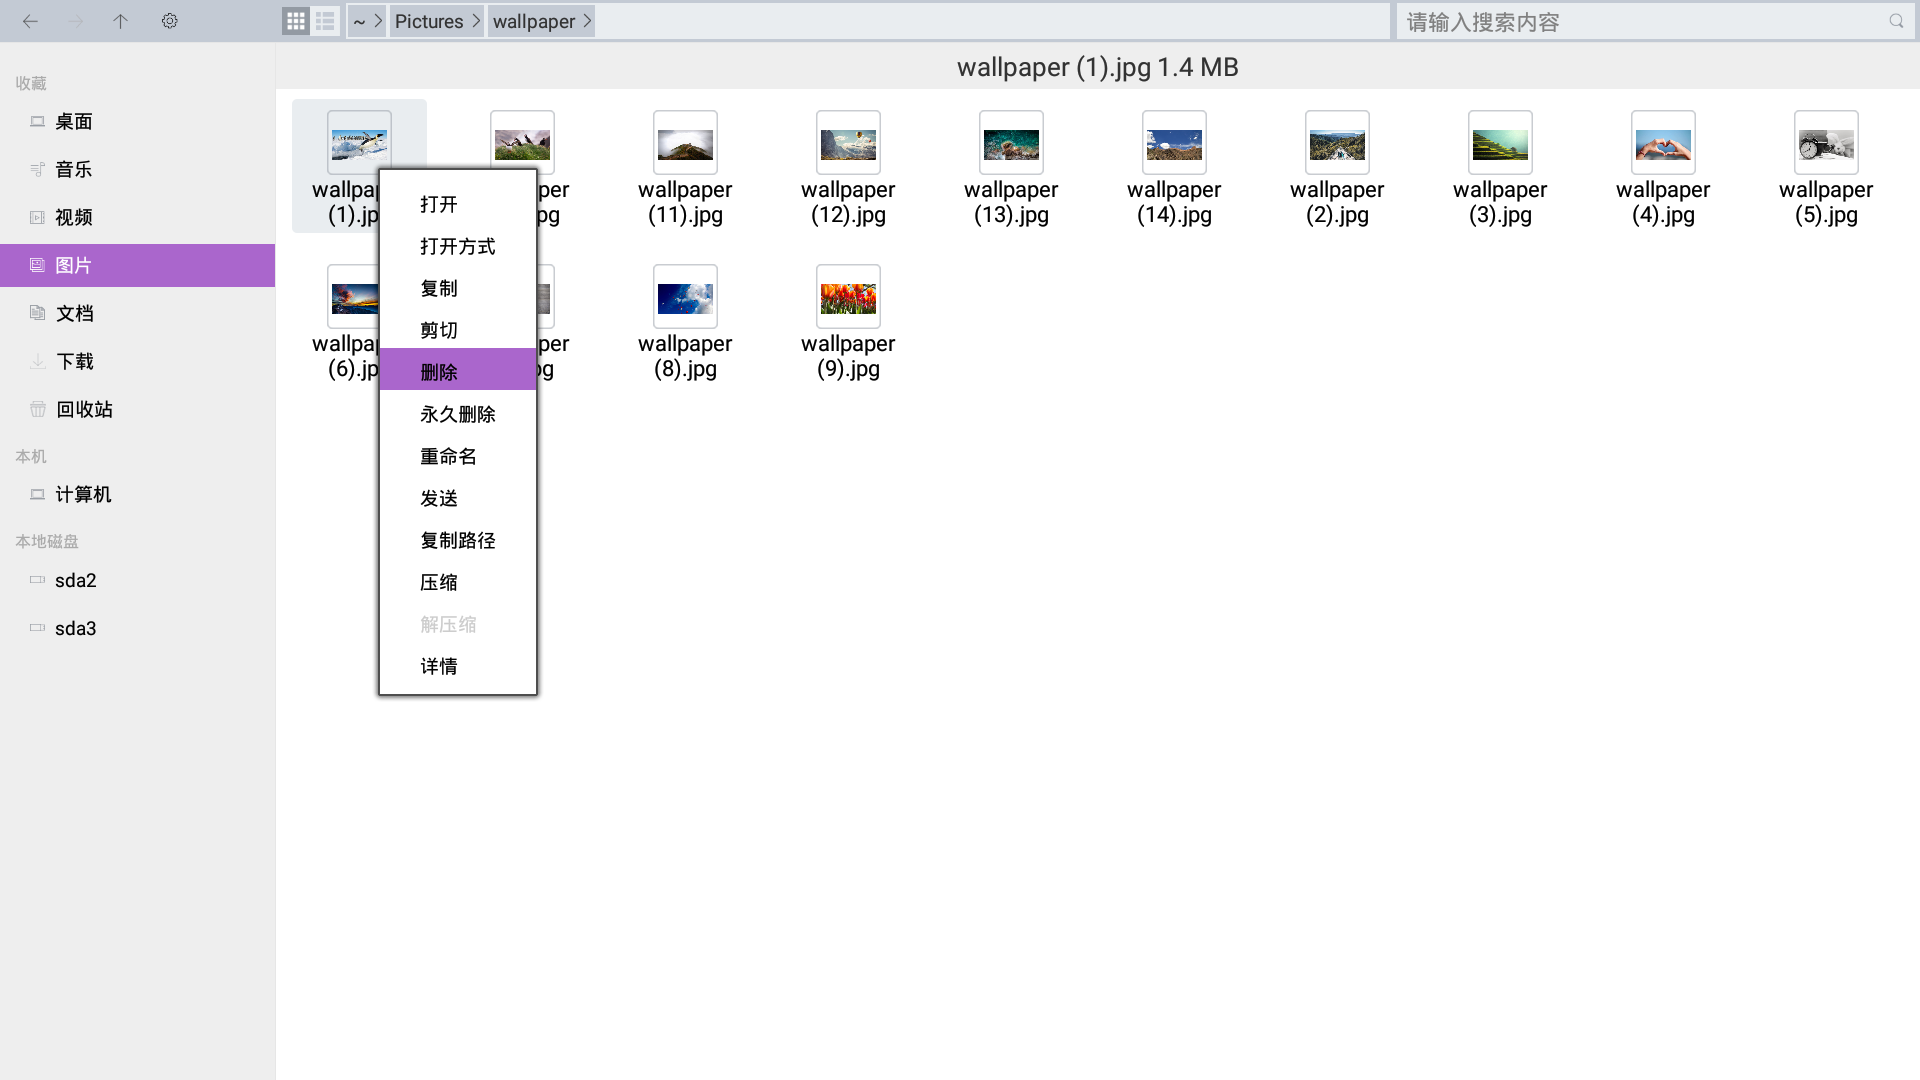 ~ Pictures wallpaper 请输入搜索内容
wallpaper (1).jpg 1.4 MB
收藏
桌面
音乐
视频
图片
文档
下载
回收站
本机
计算机
本地磁盘
sda2
sda3
wallpap per wallpaper wallpaper wallpaper wallpaper wallpaper wallpaper wallpaper wallpaper
(1).jp pg (11).jpg (12).jpg (13).jpg (14).jpg (2).jpg (3).jpg (4).jpg (5).jpg
wallpap per wallpaper wallpaper
(6).jp pg (8).jpg (9).jpg
打开
打开方式
复制
剪切
删除
永久删除
重命名
发送
复制路径
压缩
解压缩
详情